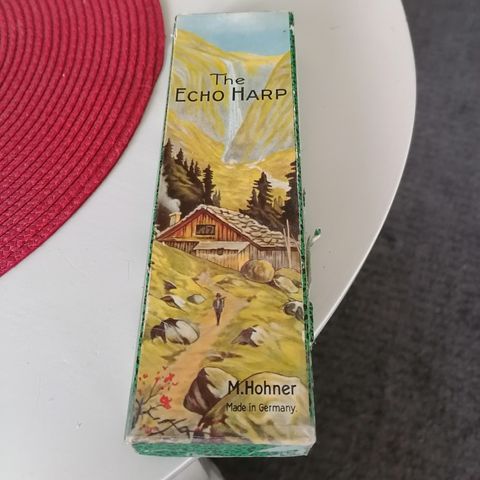 The
ECHO HARP
M.Hohner
Made in Germany.